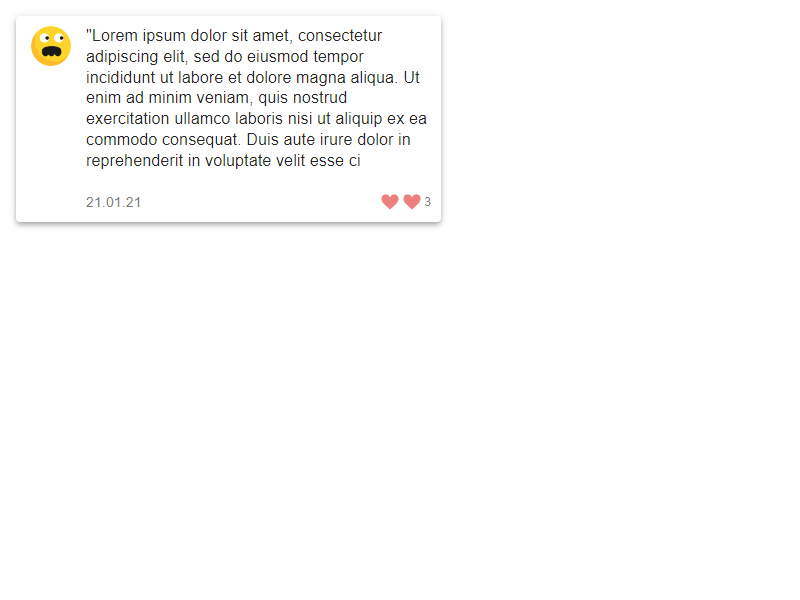 "Lorem ipsum dolor sit amet, consectetur
adipiscing elit, sed do eiusmod tempor
incididunt ut labore et dolore magna aliqua. Ut
enim ad minim veniam, quis nostrud
exercitation ullamco laboris nisi ut aliquip ex ea
commodo consequat. Duis aute irure dolor in
reprehenderit in voluptate velit esse ci
21.01.21 3